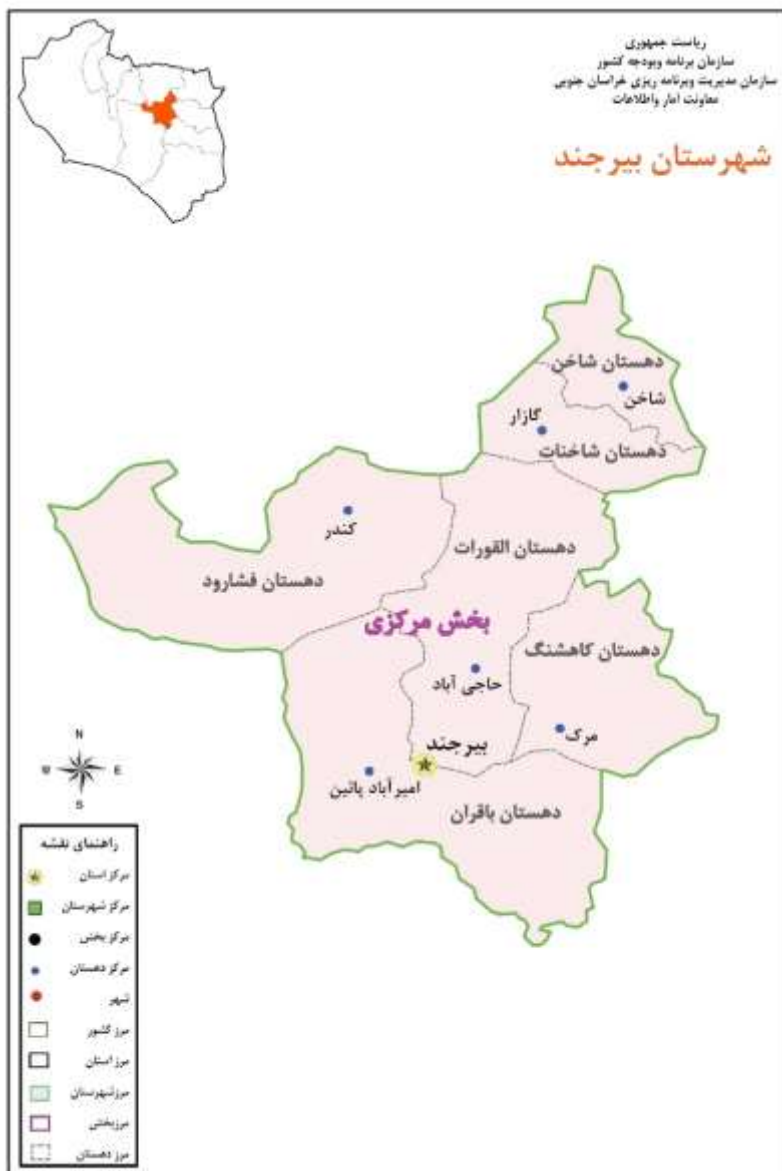 ریاست جمهوری
سازمان برنامه وبودجه کشور
سازمان مدیریت وبرنامه ریزی خراسان جنوبی
معاونت امار واطلاعات
شهرستان بیرجند
دهستان شاخن
شاخن
گازار
دهستان شاخنات
کندر
دهستان القورات
دهستان فشارود
بخش مرکزی
دهستان کاهشنگ
حاجی آباد
مرک
بیرجند
امیرآباد پائین
دهستان باقران
N
W
E
S
راهنمای نقشه
مرکز استان
مرکز شهرستان
مرکز بخش
مرکز دهستان
شهر
مرز کشور
مرز استان
مرزشهرستان
مرزبخش
مرز دهستان